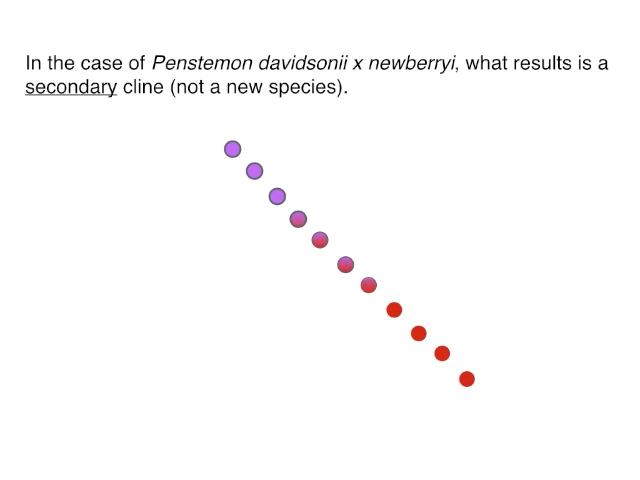 In the case of Penstemon davidsonii x newberryi, what results is a
secondary cline (not a new species).